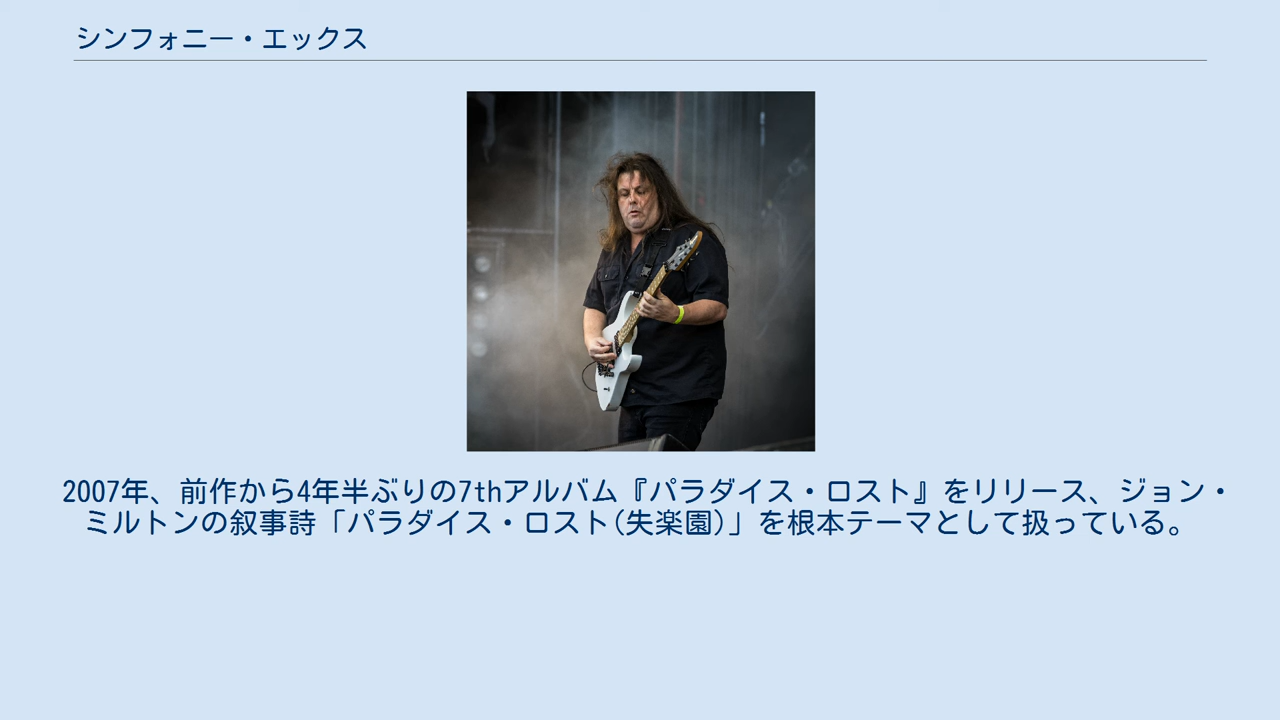 シンフォニー・エックス
2007年、前作から4年半ぶりの7thアルバム『パラダイス・ロスト』をリリース、ジョン・
ミルトンの叙事詩「パラダイス・ロスト(失楽園)」を根本テーマとして扱っている。